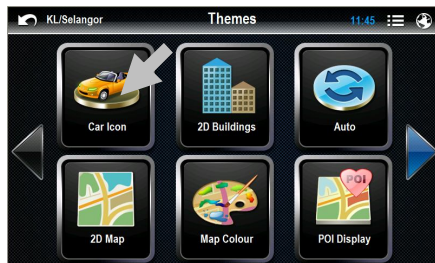 KL/Selangor Themes 11:45
Car Icon 2D Buildings Auto
POI
2D Map Map Colour POI Display